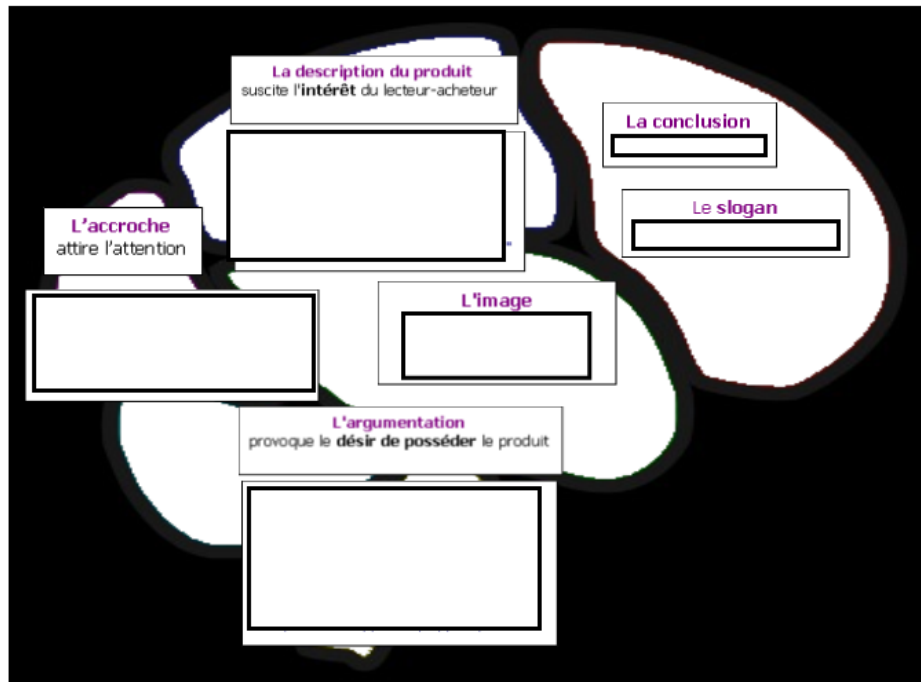 La description du produit
suscite l'intérêt du lecteur-acheteur
La conclusion
Le slogan
L’accroche
attire l’attention
L'image
L'argumentation
provoque le désir de posséder le produit